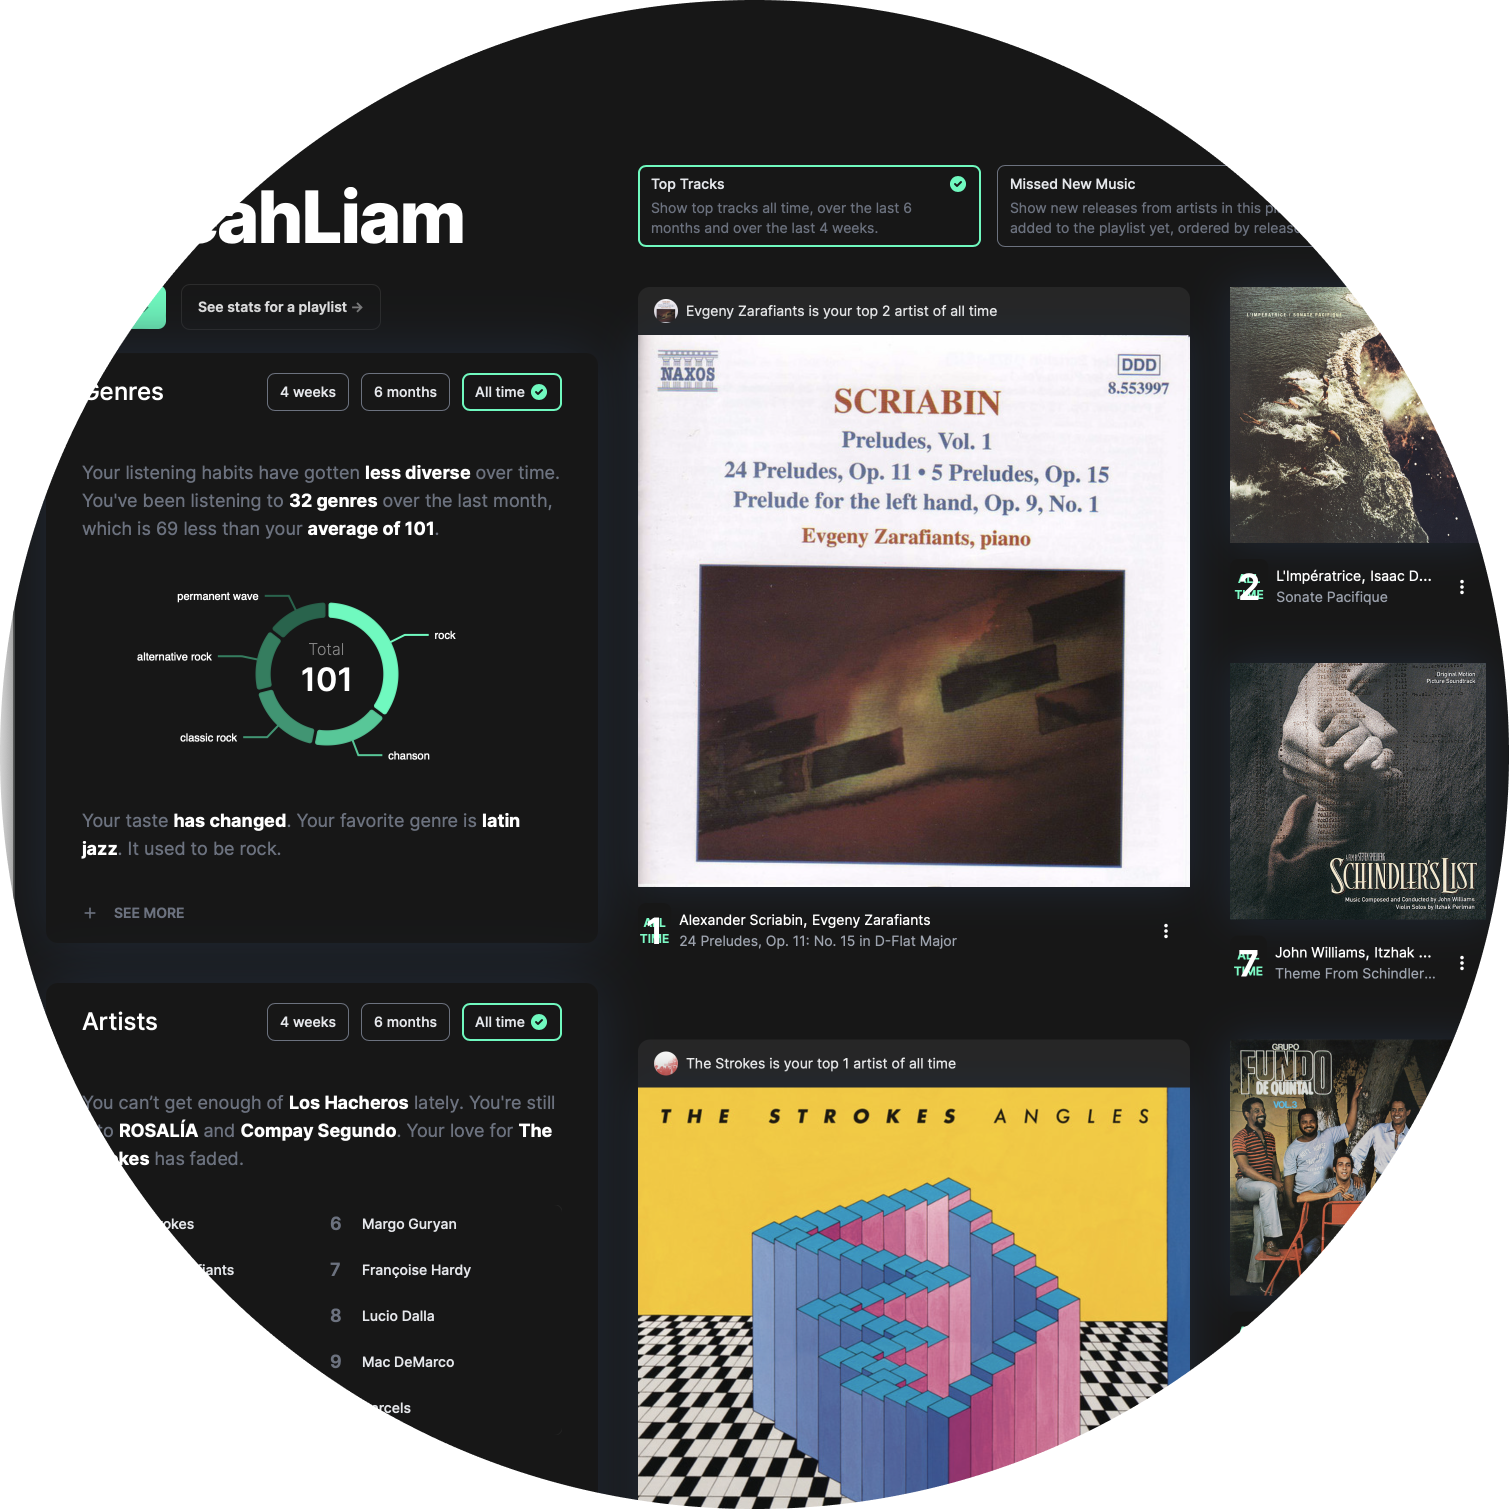 ahLiam
See stats for a playlist →
Genres
4 weeks
6 months
All time
Your listening habits have gotten less diverse over time.
You've been listening to 32 genres over the last month,
which is 69 less than your average of 101.
permanent wave
rock
alternative rock
Total
101
classic rock
chanson
Your taste has changed. Your favorite genre is latin
jazz. It used to be rock.
+ SEE MORE
Artists
4 weeks
6 months
All time
You can’t get enough of Los Hacheros lately. You're still
ROSALÍA and Compay Segundo. Your love for The
has faded.
6 Margo Guryan
7 Françoise Hardy
8 Lucio Dalla
9 Mac DeMarco
Top Tracks
Show top tracks all time, over the last 6
months and over the last 4 weeks.
Missed New Music
Show new releases from artists in this
added to the playlist yet, ordered by
Evgeny Zarafiants is your top 2 artist of all time
NAXOS
DDD
8.553997
SCRIABIN
Preludes, Vol. 1
24 Preludes, Op. 11 • 5 Preludes, Op. 15
Prelude for the left hand, Op. 9, No. 1
Evgeny Zarafiants, piano
ALL TIME
1
Alexander Scriabin, Evgeny Zarafiants
24 Preludes, Op. 11: No. 15 in D-Flat Major
The Strokes is your top 1 artist of all time
THE STROKES ANGLES
L'IMPÉRATRICE / SONATE PACIFIQUE
ALL TIME
2
L'Impératrice, Isaac D...
Sonate Pacifique
Original Motion
Picture Soundtrack
SCHINDLER'S LIST
Music Composed and Conducted by John Williams
Violin Solos by Itzhak Perlman
ALL TIME
7
John Williams, Itzhak ...
Theme From Schindler...
GRUPO
FUNDO
DE QUINTAL
VOL.3